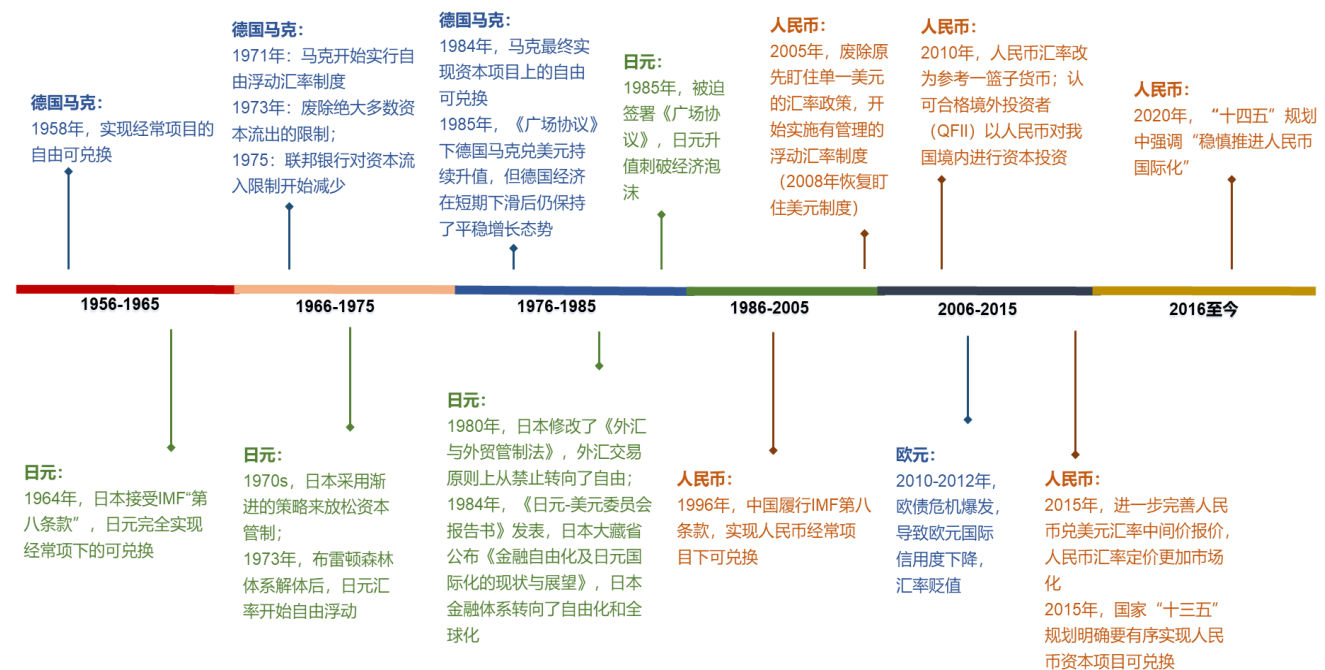 德国马克：
1958年，实现经常项目的
自由可兑换
德国马克：
1971年：马克开始实行自
由浮动汇率制度
1973年：废除绝大多数资
本流出的限制；
1975：联邦银行对资本流
入限制开始减少
德国马克：
1984年，马克最终实
现资本项目上的自由
可兑换
1985年，《广场协议》
下德国马克兑美元持
续升值，但德国经济
在短期下滑后仍保持
了平稳增长态势
日元：
1985年，被迫
签署《广场协
议》，日元升
值刺破经济泡
沫
人民币：
2005年，废除原
先盯住单一美元
的汇率政策，开
始实施有管理的
浮动汇率制度
（2008年恢复盯
住美元制度）
人民币：
2010年，人民币汇率改
为参考一篮子货币；认
可合格境外投资者
（QFII）以人民币对我
国境内进行资本投资
人民币：
2020年，“十四五”规划
中强调“稳慎推进人民币
国际化”
1956-1965
1966-1975
1976-1985
1986-2005
2006-2015
2016至今
日元：
1964年，日本接受IMF“第
八条款”，日元完全实现
经常项下的可兑换
日元：
1970s，日本采用渐
进的策略来放松资本
管制；
1973年，布雷顿森林
体系解体后，日元汇
率开始自由浮动
日元：
1980年，日本修改了《外汇
与外贸管制法》，外汇交易
原则上从禁止转向了自由；
1984年，《日元-美元委员会
报告书》发表，日本大藏省
公布《金融自由化及日元国
际化的现状与展望》，日本
金融体系转向了自由化和全
球化
人民币：
1996年，中国履行IMF第八
条款，实现人民币经常项
目下可兑换
欧元：
2010-2012年，
欧债危机爆发，
导致欧元国际
信用度下降，
汇率贬值
人民币：
2015年，进一步完善人民
币兑美元汇率中间价报价，
人民币汇率定价更加市场
化
2015年，国家“十三五”
规划明确要有序实现人民
币资本项目可兑换